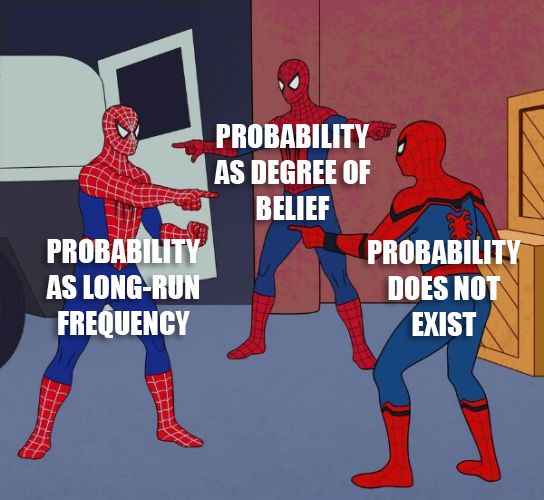 PROBABILITY
AS DEGREE OF
BELIEF
PROBABILITY
AS LONG-RUN
FREQUENCY
PROBABILITY
DOES NOT
EXIST